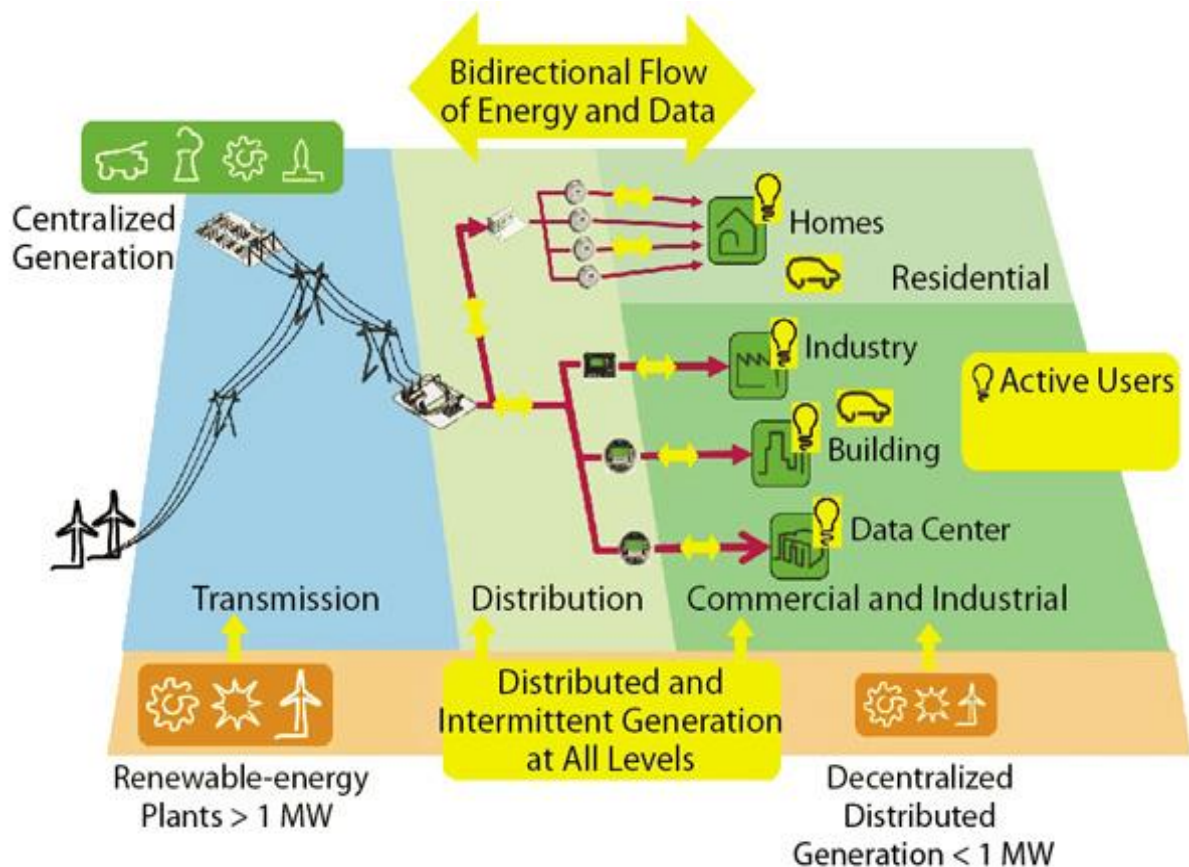 Bidirectional Flow
of Energy and Data
Centralized
Generation
Homes
Residential
Industry
Active Users
Building
Data Center
Transmission
Distribution
Commercial and Industrial
Distributed and
Intermittent Generation
at All Levels
Renewable-energy
Plants > 1 MW
Decentralized
Distributed
Generation < 1 MW